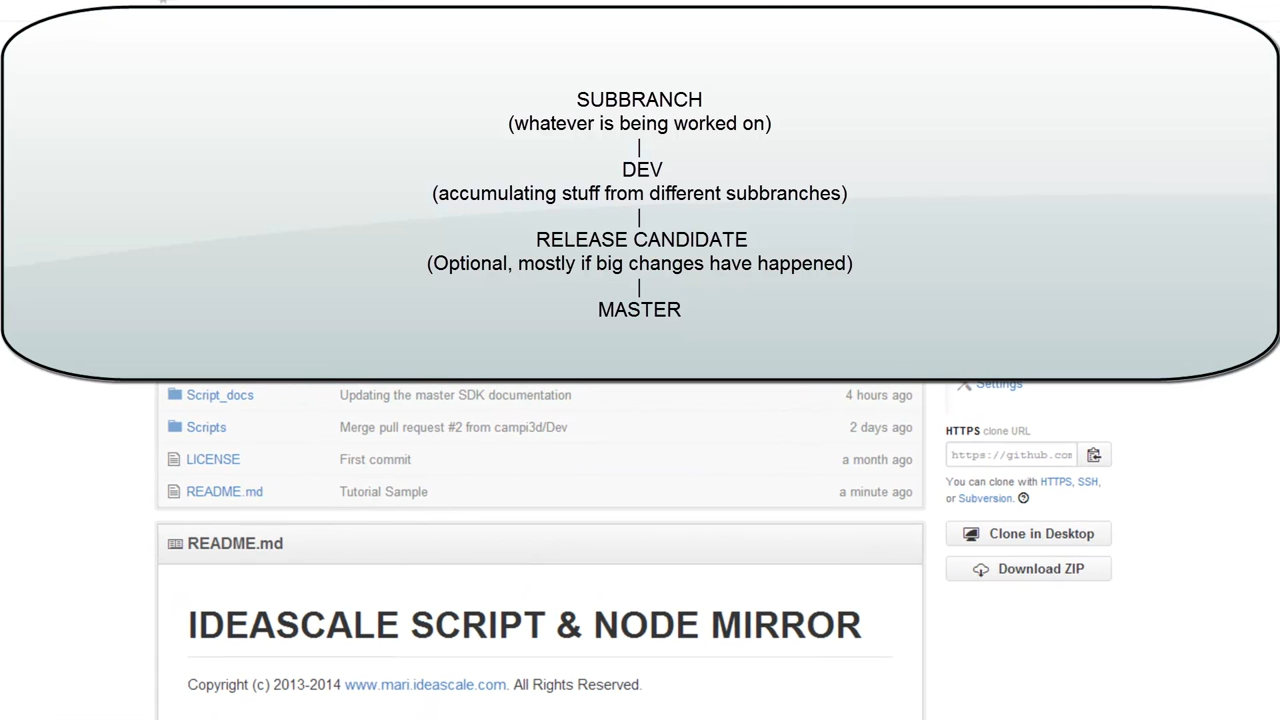 SUBBRANCH
(whatever is being worked on)
|
DEV
(accumulating stuff from different subbranches)
|
RELEASE CANDIDATE
(Optional, mostly if big changes have happened)
|
MASTER
Script_docs Updating the master SDK documentation 4 hours ago
Settings
Scripts Merge pull request #2 from campi3d/Dev 2 days ago
HTTPS clone URL
LICENSE First commit a month ago
https://github.com
README.md Tutorial Sample a minute ago
You can clone with HTTPS, SSH,
or Subversion.
Clone in Desktop
Download ZIP
README.md
IDEASCALE SCRIPT & NODE MIRROR
Copyright (c) 2013-2014 www.mari.ideascale.com. All Rights Reserved.